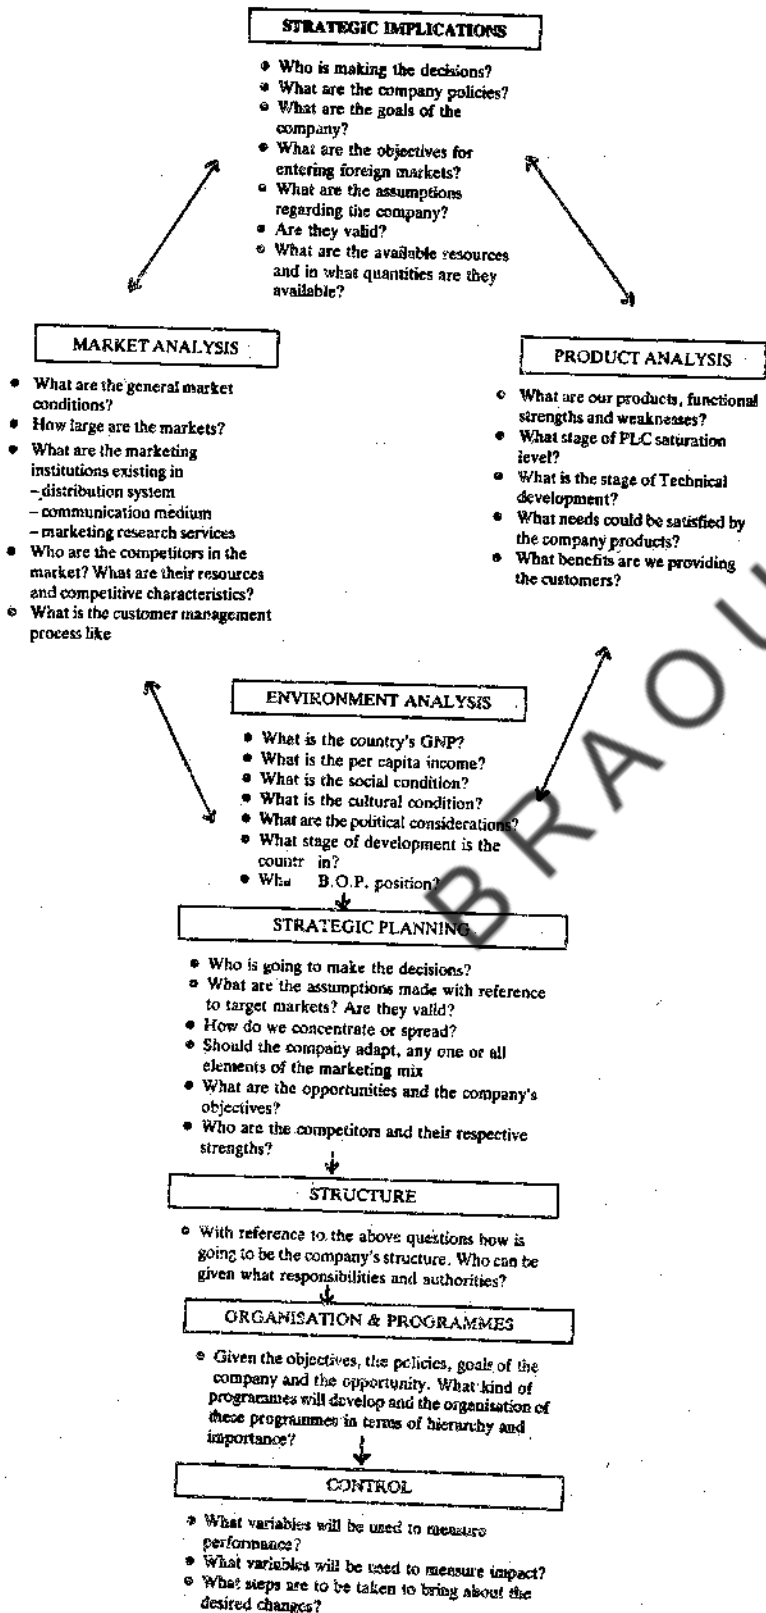 STRATEGIC IMPLICATIONS
• Who is making the decisions?
• What are the company policies?
• What are the goals of the
company?
• What are the objectives for
entering foreign markets?
• What are the assumptions
regarding the company?
• Are they valid?
• What are the available resources
and in what quantities are they
available?
MARKET ANALYSIS
• What are the general market
conditions?
• How large are the markets?
• What are the marketing
institutions existing in
– distribution system
– communication medium
– marketing research services
• Who are the competitors in the
market? What are their resources
and competitive characteristics?
• What is the customer management
process like
PRODUCT ANALYSIS
• What are our products, functional
strengths and weaknesses?
• What stage of PLC saturation
level?
• What is the stage of Technical
development?
• What needs could be satisfied by
the company products?
• What benefits are we providing
the customers?
ENVIRONMENT ANALYSIS
• What is the country's GNP?
• What is the per capita income?
• What is the social condition?
• What is the cultural condition?
• What are the political considerations?
• What stage of development is the
in?
• B.O.P. position?
STRATEGIC PLANNING
• Who is going to make the decisions?
• What are the assumptions made with reference
to target markets? Are they valid?
• How do we concentrate or spread?
• Should the company adapt, any one or all
elements of the marketing mix
• What are the opportunities and the company's
objectives?
• Who are the competitors and their respective
strengths?
STRUCTURE
• With reference to the above questions how is
going to be the company's structure. Who can be
given what responsibilities and authorities?
ORGANISATION & PROGRAMMES
• Given the objectives, the policies, goals of the
company and the opportunity. What kind of
programmes will develop and the organisation of
these programmes in terms of hierarchy and
importance?
CONTROL
• What variables will be used to measure
performance?
• What variables will be used to measure impact?
• What steps are to be taken to bring about the
desired changes?
BRAOU